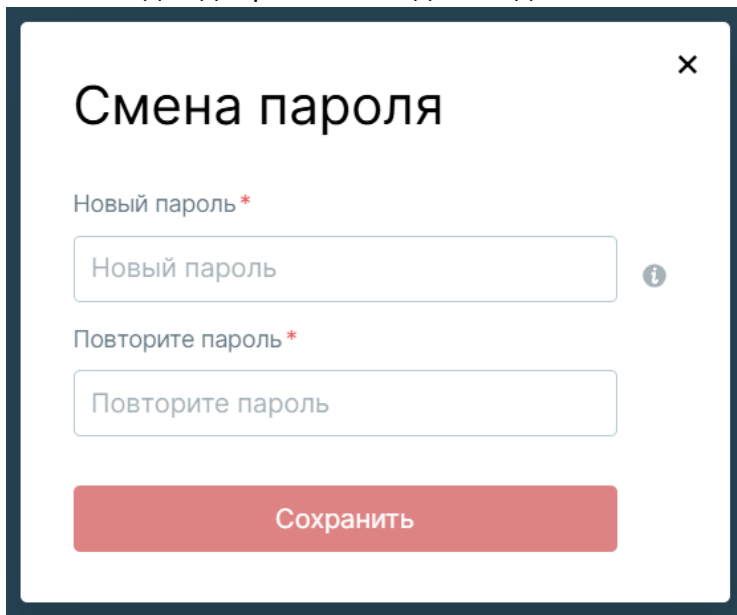 Смена пароля
Новый пароль*
Новый пароль
Повторите пароль*
Повторите пароль
Сохранить